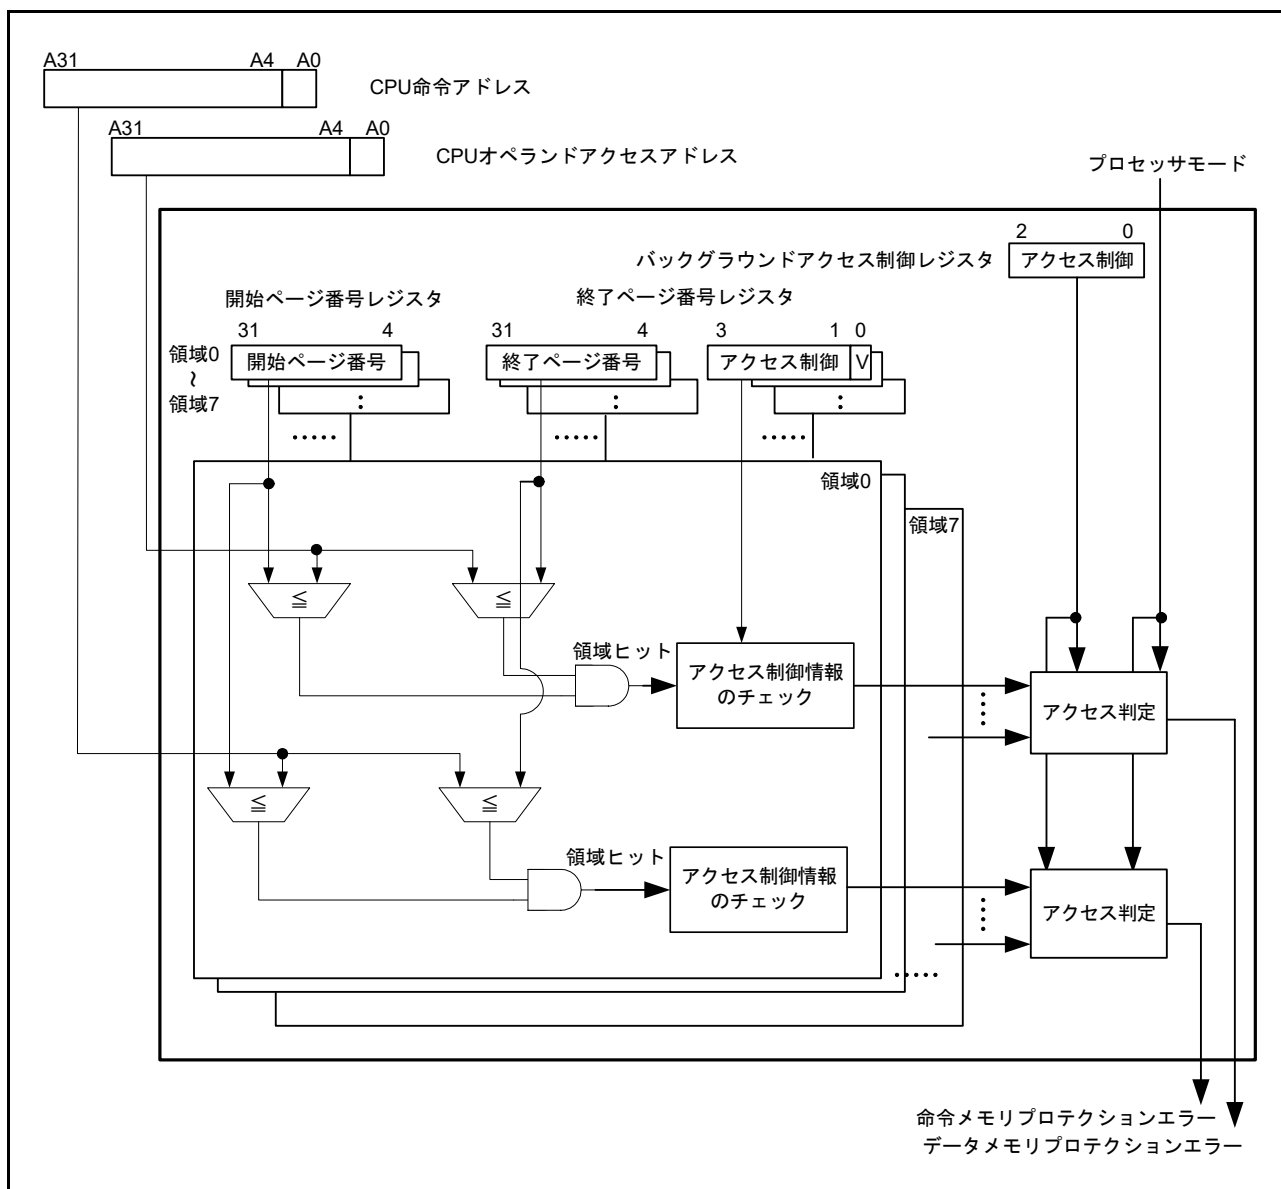 A31 A4 A0
CPU命令アドレス
A31 A4 A0
CPUオペランドアクセスアドレス
プロセッサモード
2 0
バックグラウンドアクセス制御レジスタ アクセス制御
開始ページ番号レジスタ 終了ページ番号レジスタ
31 4 31 4 3 1 0
領域0 開始ページ番号 終了ページ番号 アクセス制御 V
~
領域7
: : :
..... ..... .....
領域0
領域7
≦ ≦
領域ヒット
アクセス制御情報
のチェック
アクセス判定
≦ ≦
領域ヒット
アクセス制御情報
のチェック
アクセス判定
.....
命令メモリプロテクションエラー
データメモリプロテクションエラー